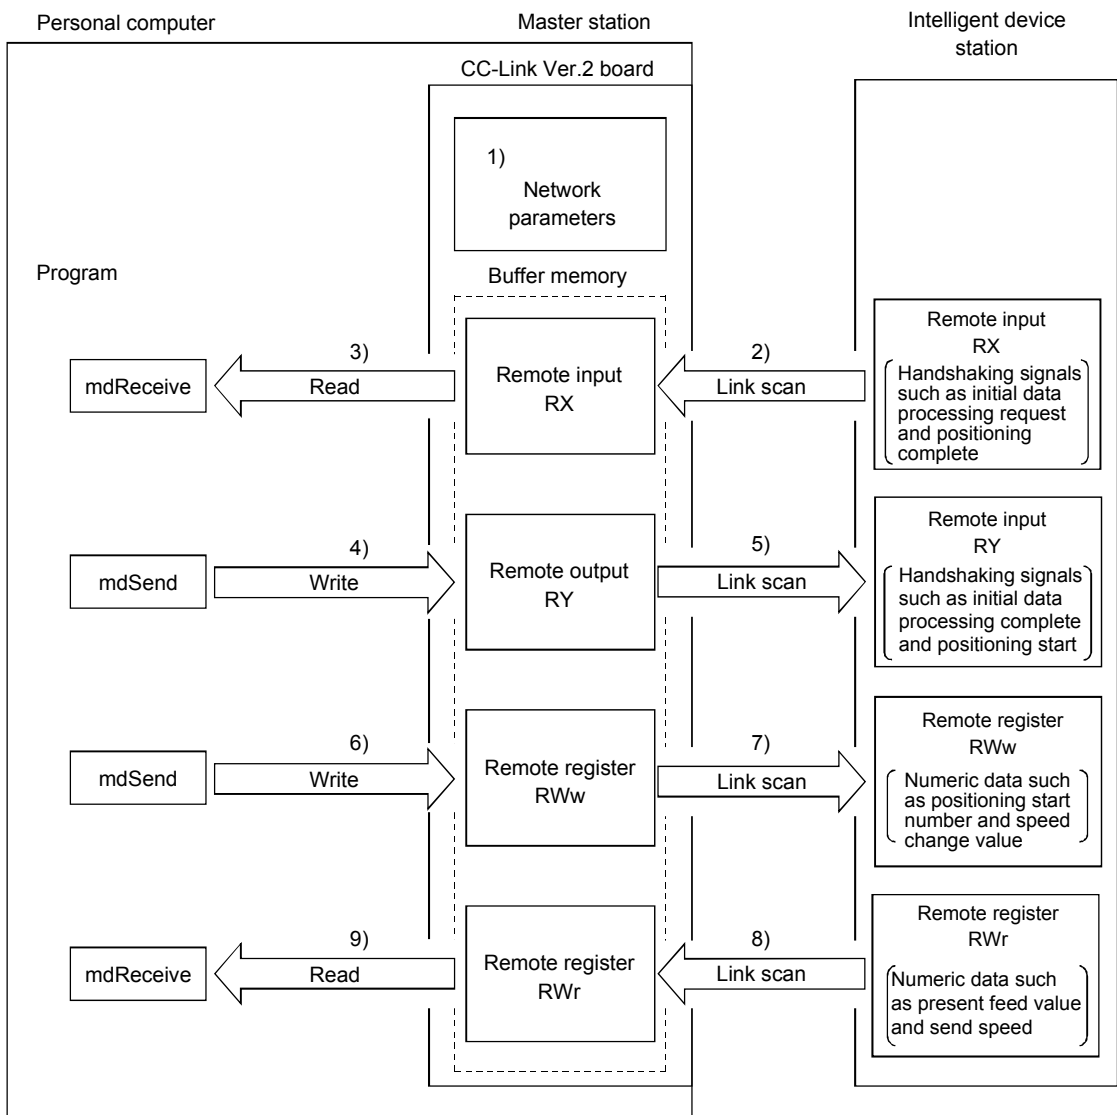 Personal computer
Master station
Intelligent device
station
CC-Link Ver.2 board
1)
Network
parameters
Program
Buffer memory
mdReceive
3)
Read
Remote input
RX
2)
Link scan
Remote input
RX
Handshaking signals
such as initial data
processing request
and positioning
complete
mdSend
4)
Write
Remote output
RY
5)
Link scan
Remote input
RY
Handshaking signals
such as initial data
processing complete
and positioning start
mdSend
6)
Write
Remote register
RWw
7)
Link scan
Remote register
RWw
Numeric data such
as positioning start
number and speed
change value
mdReceive
9)
Read
Remote register
RWr
8)
Link scan
Remote register
RWr
Numeric data such
as present feed value
and send speed